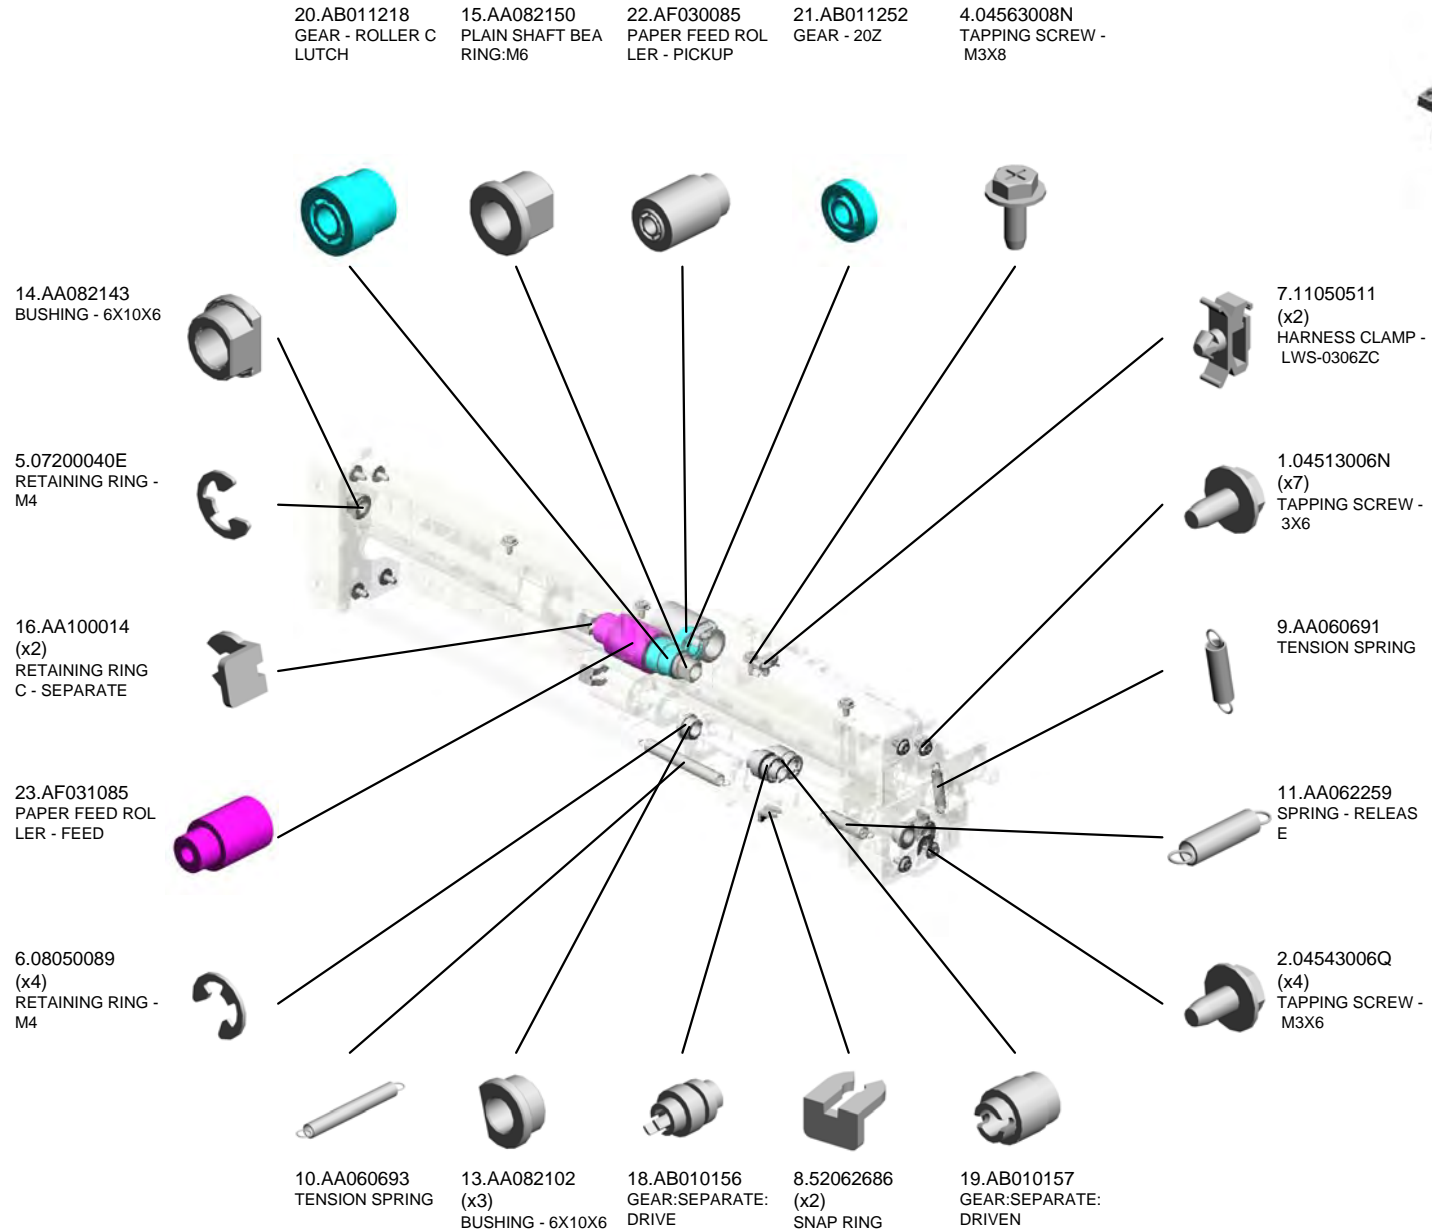 20.AB011218
GEAR - ROLLER C
LUTCH
15.AA082150
PLAIN SHAFT BEA
RING:M6
22.AF030085
PAPER FEED ROL
LER - PICKUP
21.AB011252
GEAR - 20Z
4.04563008N
TAPPING SCREW -
M3X8
14.AA082143
BUSHING - 6X10X6
7.11050511
(x2)
HARNESS CLAMP -
LWS-0306ZC
5.07200040E
RETAINING RING -
M4
1.04513006N
(x7)
TAPPING SCREW -
3X6
16.AA100014
(x2)
RETAINING RING
C - SEPARATE
9.AA060691
TENSION SPRING
23.AF031085
PAPER FEED ROL
LER - FEED
11.AA062259
SPRING - RELEAS
E
6.08050089
(x4)
RETAINING RING -
M4
2.04543006Q
(x4)
TAPPING SCREW -
M3X6
10.AA060693
TENSION SPRING
13.AA082102
(x3)
BUSHING - 6X10X6
18.AB010156
GEAR:SEPARATE:
DRIVE
8.52062686
(x2)
SNAP RING
19.AB010157
GEAR:SEPARATE:
DRIVEN